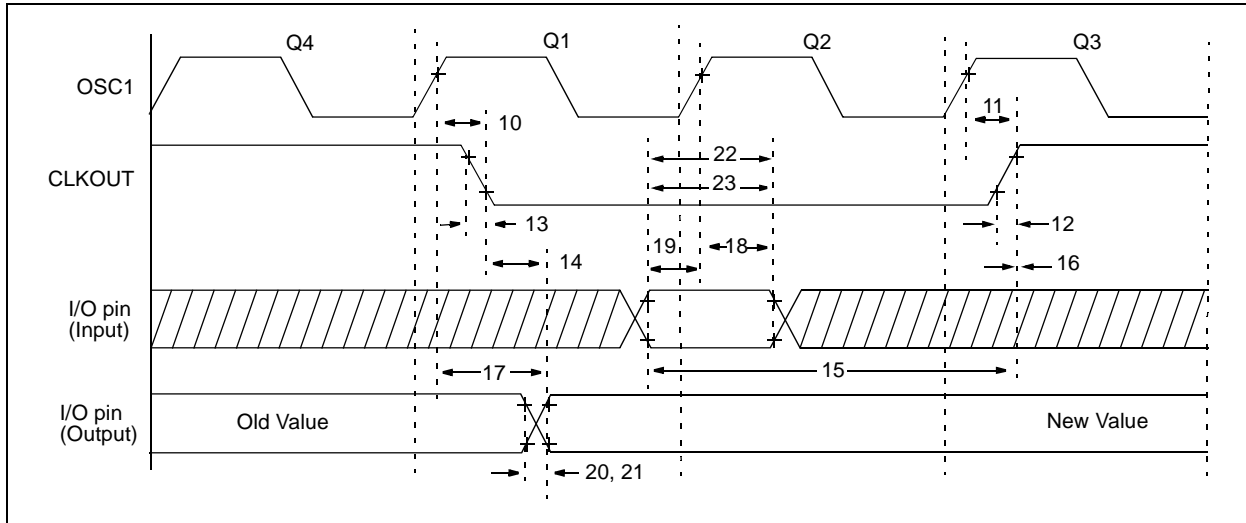 Q4 Q1 Q2 Q3
OSC1
10 11
22
CLKOUT
23
13 12
19 18
14 16
I/O pin
(Input)
17 15
I/O pin
(Output)
Old Value New Value
20, 21